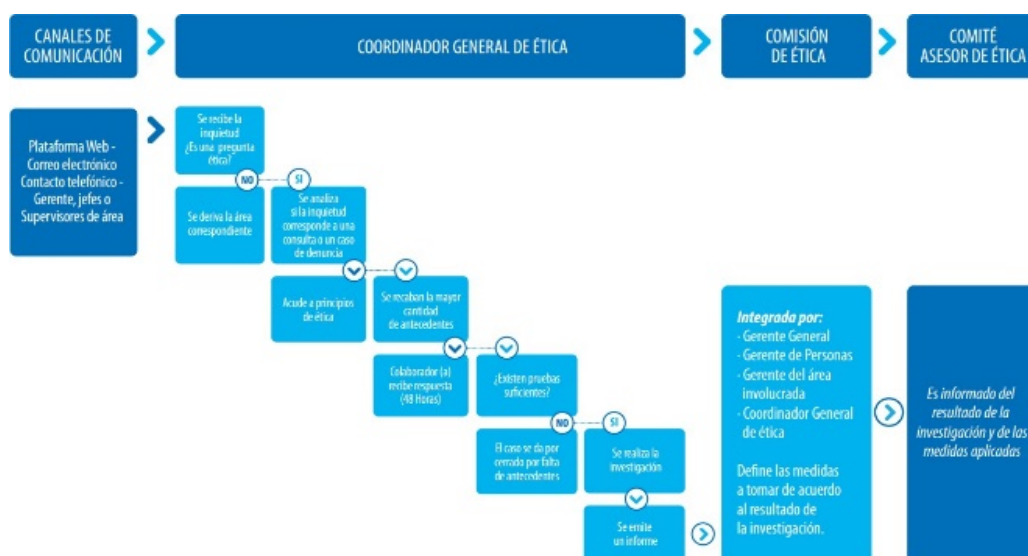 CANALES DE
COMUNICACIÓN
COORDINADOR GENERAL DE ÉTICA
COMISIÓN
DE ÉTICA
COMITÉ
ASESOR DE ÉTICA
Plataforma Web -
Correo electrónico
Contacto telefónico -
Gerente, jefes o
Supervisores de área
Se recibe la
inquietud
¿Es una pregunta
ética?
NO
SI
Se deriva la área
correspondiente
Se analiza
si la inquietud
corresponde a una
consulta o un caso
de denuncia
Acude a principios
de ética
Se recaban la mayor
cantidad
de antecedentes
Colaborador (a)
recibe respuesta
(48 Horas)
¿Existen pruebas
suficientes?
NO
SI
El caso se da por
cerrado por falta
de antecedentes
Se realiza la
investigación
Se emite
un informe
Integrada por:
- Gerente General
- Gerente de Personas
- Gerente del área
involucrada
- Coordinador General
de ética
Define las medidas
a tomar de acuerdo
al resultado de
la investigación.
Es informado del
resultado de la
investigación y de las
medidas aplicadas